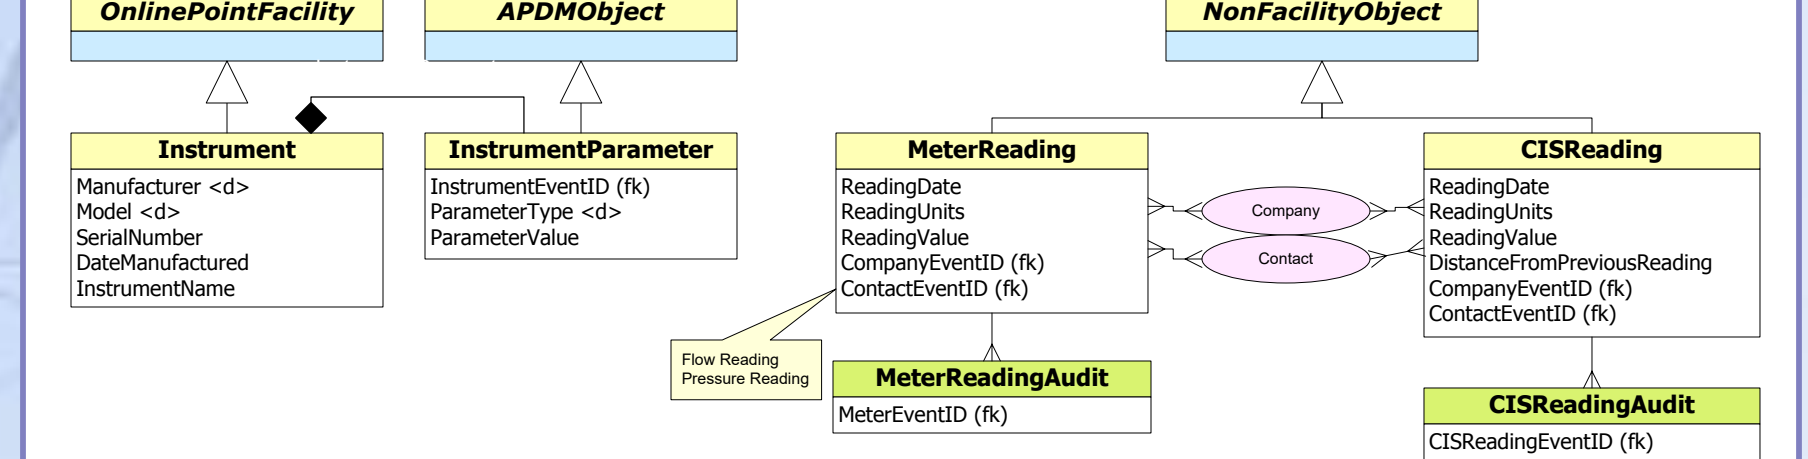 OnlinePointFacility
APDMObject
NonFacilityObject
Instrument
Manufacturer <d>
Model <d>
SerialNumber
DateManufactured
InstrumentName
InstrumentParameter
InstrumentEventID (fk)
ParameterType <d>
ParameterValue
MeterReading
ReadingDate
ReadingUnits
ReadingValue
CompanyEventID (fk)
ContactEventID (fk)
Company
Contact
CISReading
ReadingDate
ReadingUnits
ReadingValue
DistanceFromPreviousReading
CompanyEventID (fk)
ContactEventID (fk)
Flow Reading
Pressure Reading
MeterReadingAudit
MeterEventID (fk)
CISReadingAudit
CISReadingEventID (fk)